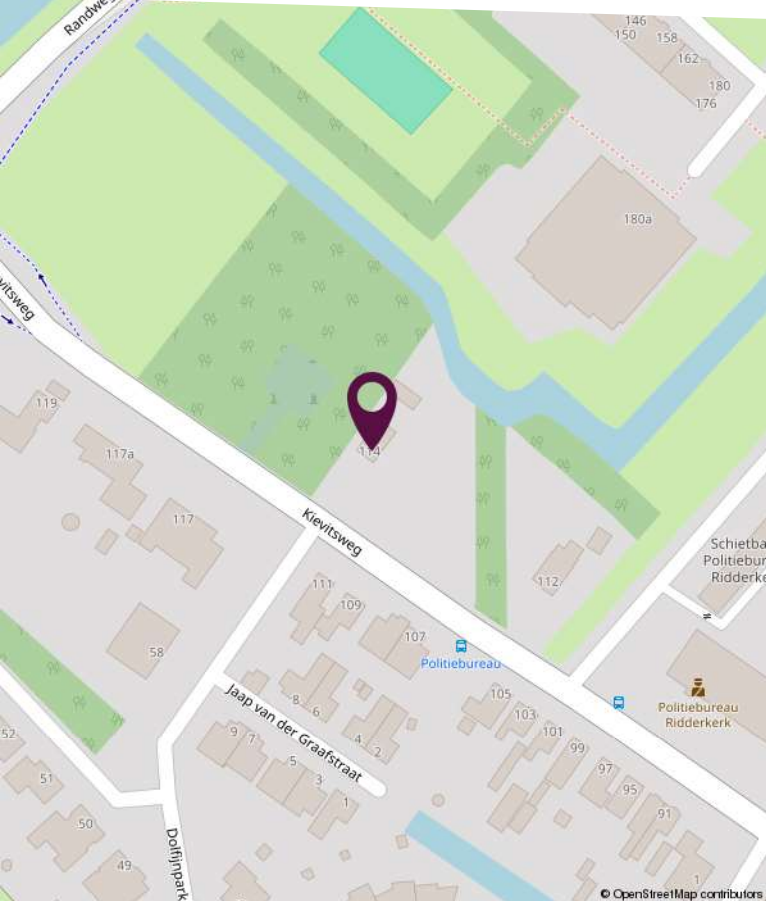 Randweg
146
150
158
162
180
176
180a
vitsweg
119
117a
117
114
Kievitsweg
Schietba
Politiebur
Ridderke
111
109
112
107
58
Politiebureau
Politiebureau
Ridderkerk
Jaap van der Graafstraat
8
6
4
2
105
103
101
99
97
95
91
9
7
5
3
1
52
51
50
49
Dolfijnpark
1
© OpenStreetMap contributors